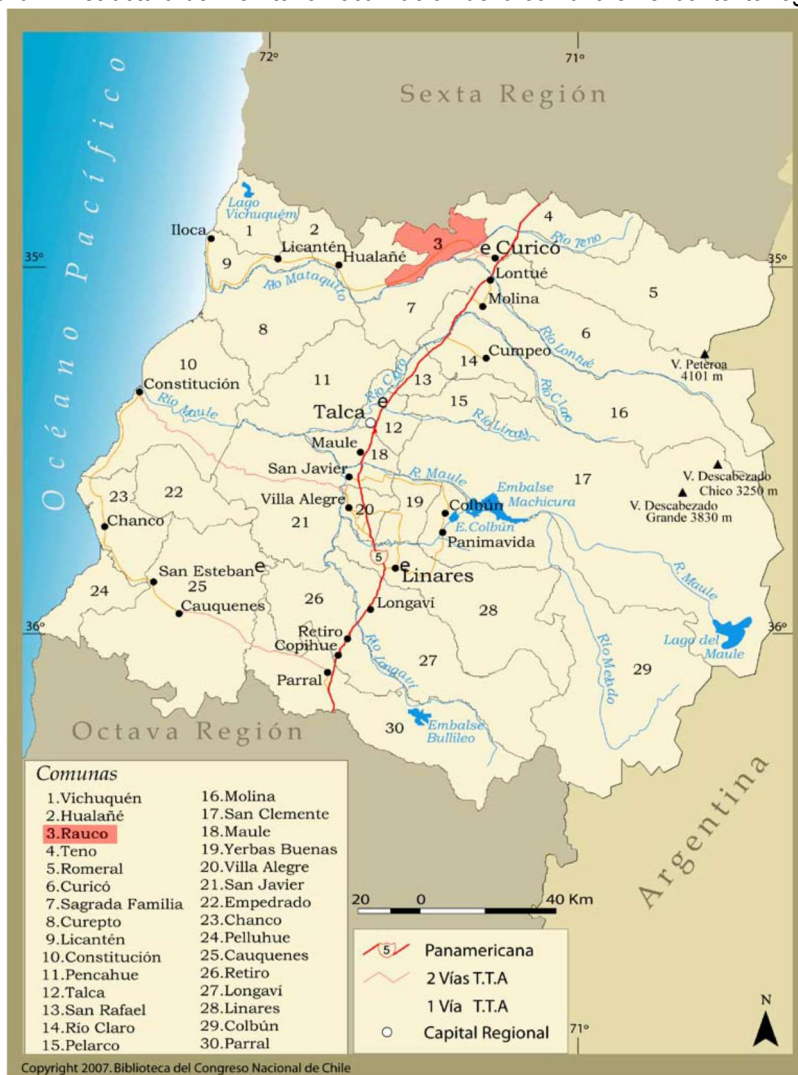 72º
71º
Sexta Región
Océano Pacífico
Lago
Vichuquém
1
2
4
Iloca
Licantén
Hualañé
3
e Curicó
Río Teno
35º
35º
9
Río Mataquito
Lontué
7
Molina
5
8
Río Lontué
6
V. Peteroa
4101 m
10
Constitución
11
Río Claro
14
Cumpeo
13
15
Río Claro
16
Río Maule
Talca
e
12
Río Lircay
Maule
18
San Javier
R. Maule
Embalse
Machicura
17
V. Descabezado
Chico 3250 m
V. Descabezado
Grande 3830 m
23
22
Villa Alegre
20
19
Colbún
E. Colbún
Chanco
21
Panimavida
5
San Esteban
e
e
Linares
R. Maule
24
25
Cauquenes
26
Longaví
28
36º
36º
Retiro
Copihue
Río Longaví
27
Lago del
Maule
29
Parral
Octava Región
30
Embalse
Bullileo
Argentina
Comunas
1.Vichuquén
2.Hualañé
3.Rauco
4.Teno
5.Romeral
6.Curicó
7.Sagrada Familia
8.Curepto
9.Licantén
10.Constitución
11.Pencahue
12.Talca
13.San Rafael
14.Río Claro
15.Pelarco
16.Molina
17.San Clemente
18.Maule
19.Yerbas Buenas
20.Villa Alegre
21.San Javier
22.Empedrado
23.Chanco
24.Pelluhue
25.Cauquenes
26.Retiro
27.Longaví
28.Linares
29.Colbún
30.Parral
20 0 40 Km
5 Panamericana
2 Vías T.T.A
1 Vía T.T.A
Capital Regional
71º
N
Copyright 2007. Biblioteca del Congreso Nacional de Chile